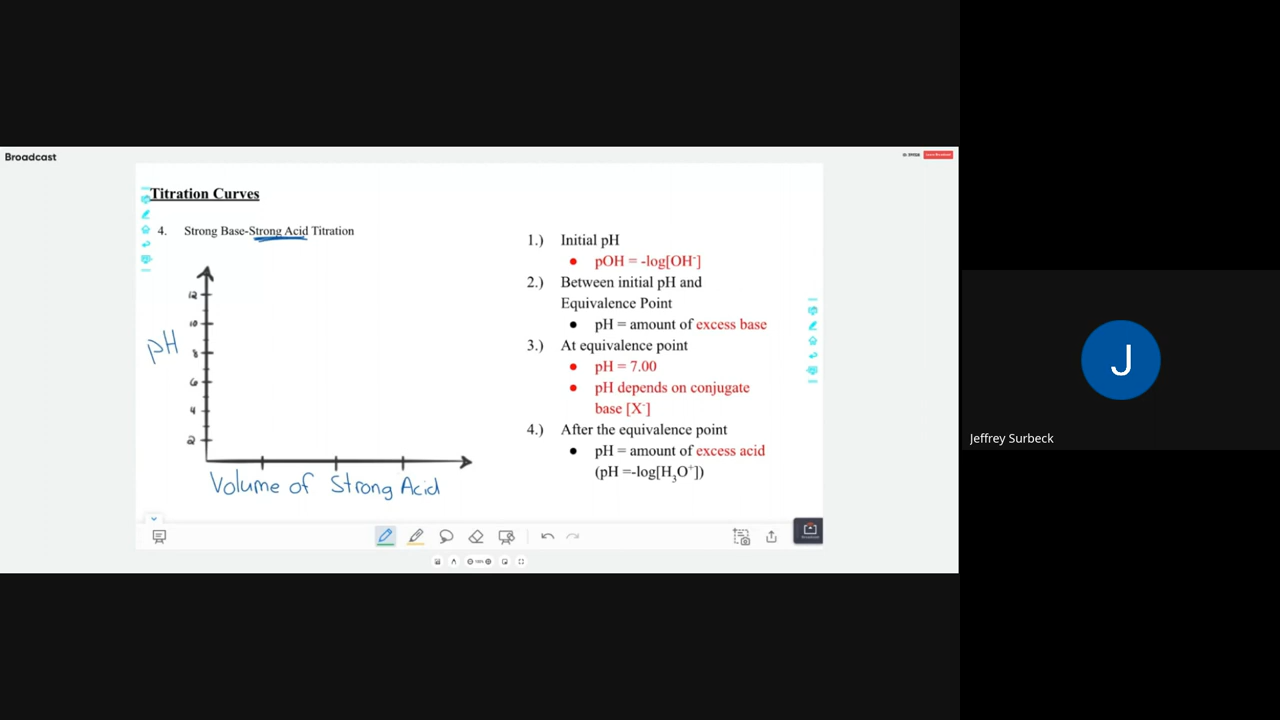 Broadcast
Titration Curves
4. Strong Base-Strong Acid Titration
12
10
8
6
4
2
pH
Volume of Strong Acid
1.) Initial pH
• pOH = -log[OH⁻]
2.) Between initial pH and
Equivalence Point
• pH = amount of excess base
3.) At equivalence point
• pH = 7.00
• pH depends on conjugate
base [X⁻]
4.) After the equivalence point
• pH = amount of excess acid
(pH =-log[H₃O⁺])
J
Jeffrey Surbeck